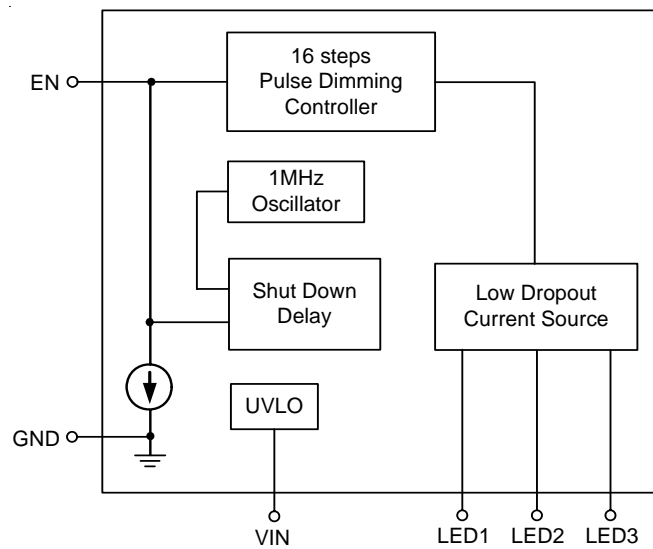 EN
16 steps
Pulse Dimming
Controller
1MHz
Oscillator
Shut Down
Delay
Low Dropout
Current Source
UVLO
GND
VIN
LED1
LED2
LED3